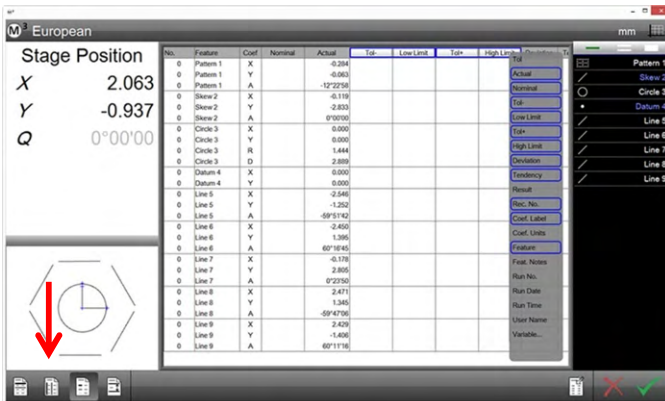 M³ European mm
Stage Position
X 2.063
Y -0.937
Q 0°00'00
No. Feature Coef Nominal Actual Tol- Low Limit Tol+ High Limit Deviation
0 Pattern 1 X -0.284
0 Pattern 1 Y -0.063
0 Pattern 1 A -12°22'58
0 Skew 2 X -0.119
0 Skew 2 Y -2.833
0 Skew 2 A 0°00'00
0 Circle 3 X 0.000
0 Circle 3 Y 0.000
0 Circle 3 R 1.444
0 Circle 3 D 2.889
0 Datum 4 X 0.000
0 Datum 4 Y 0.000
0 Line 5 X -2.546
0 Line 5 Y -1.252
0 Line 5 A -59°51'42
0 Line 6 X -2.450
0 Line 6 Y 1.395
0 Line 6 A 60°16'45
0 Line 7 X -0.178
0 Line 7 Y 2.805
0 Line 7 A 0°23'50
0 Line 8 X 2.471
0 Line 8 Y 1.345
0 Line 8 A -59°47'06
0 Line 9 X 2.429
0 Line 9 Y -1.406
0 Line 9 A 60°11'16
Tol
Actual
Nominal
Tol-
Low Limit
Tol+
High Limit
Deviation
Tendency
Result
Rec. No.
Coef. Label
Coef. Units
Feature
Feat. Notes
Run No.
Run Date
Run Time
User Name
Variable...
Pattern 1
Skew 2
Circle 3
Datum 4
Line 5
Line 6
Line 7
Line 8
Line 9